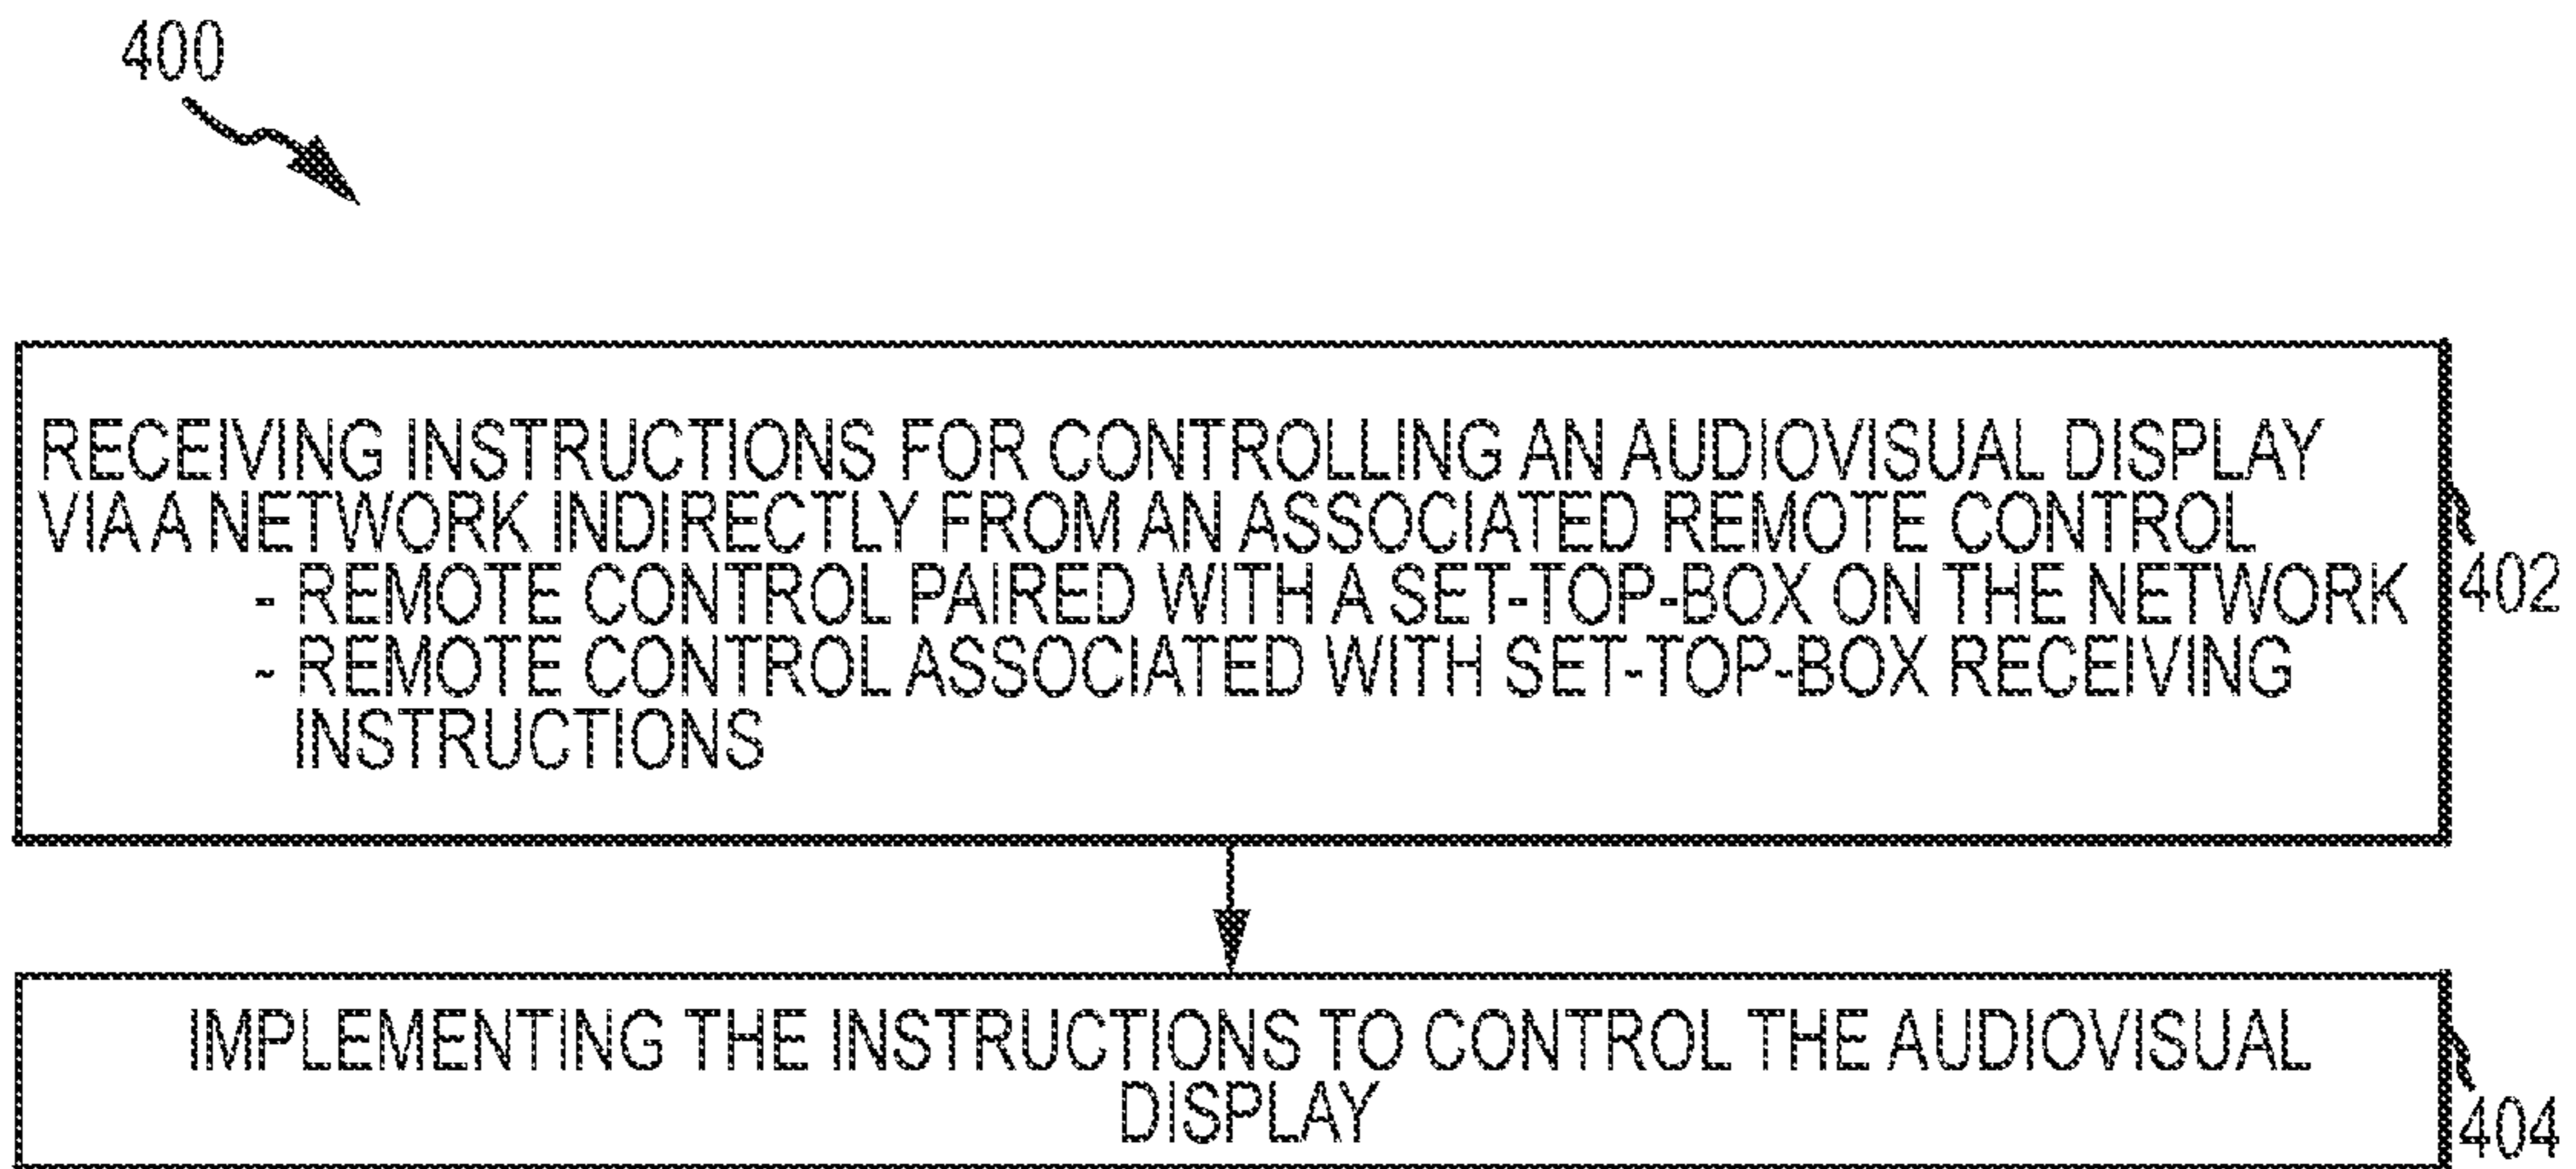 400
RECEIVING INSTRUCTIONS FOR CONTROLLING AN AUDIOVISUAL DISPLAY
VIA A NETWORK INDIRECTLY FROM AN ASSOCIATED REMOTE CONTROL
- REMOTE CONTROL PAIRED WITH A SET-TOP-BOX ON THE NETWORK
- REMOTE CONTROL ASSOCIATED WITH SET-TOP-BOX RECEIVING
INSTRUCTIONS
402
IMPLEMENTING THE INSTRUCTIONS TO CONTROL THE AUDIOVISUAL
DISPLAY
404